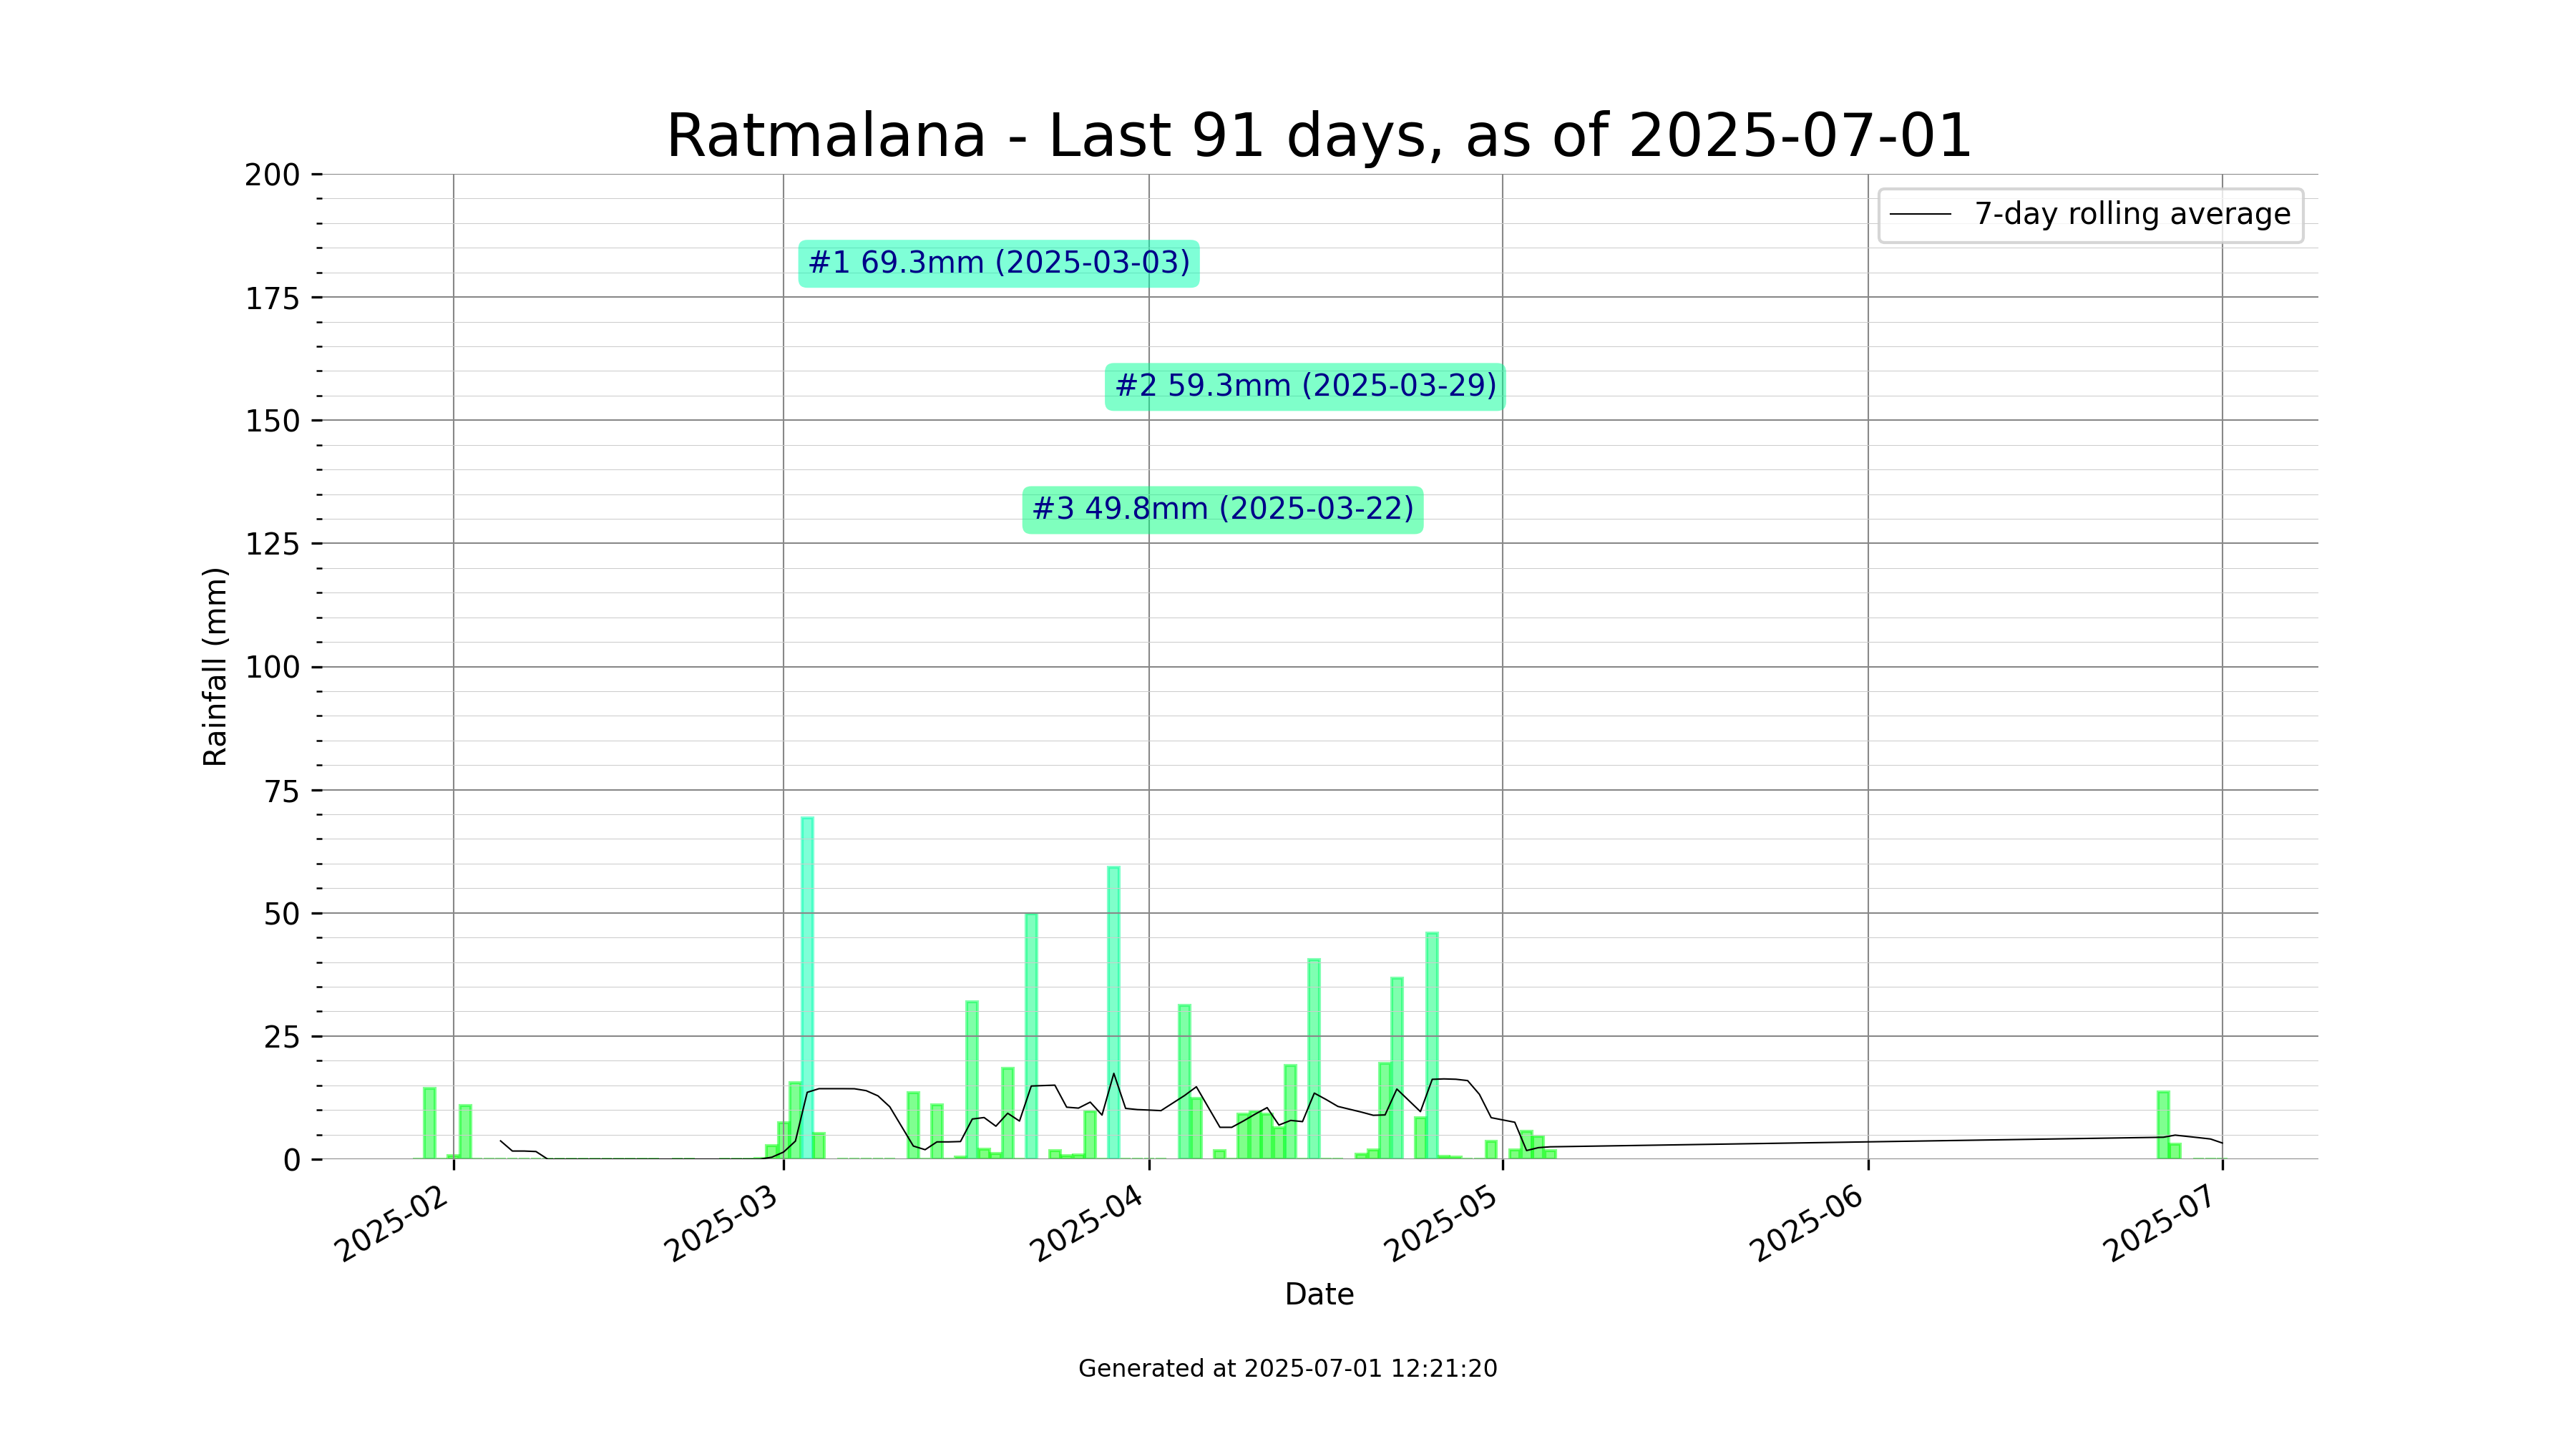 Ratmalana - Last 91 days, as of 2025-07-01
200
175
150
125
100
75
50
25
0
Rainfall (mm)
7-day rolling average
#1 69.3mm (2025-03-03)
#2 59.3mm (2025-03-29)
#3 49.8mm (2025-03-22)
2025-02
2025-03
2025-04
2025-05
2025-06
2025-07
Date
Generated at 2025-07-01 12:21:20